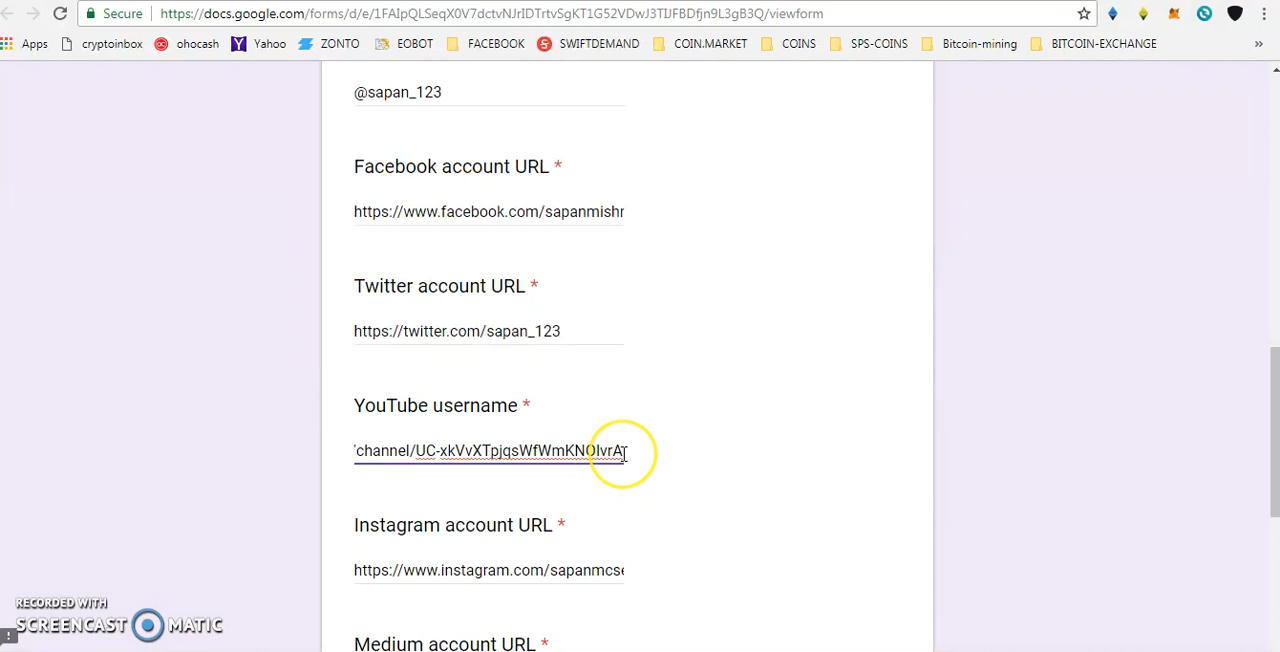 Secure https://docs.google.com/forms/d/e/1FAIpQLSeqX0V7dctvNJrIDTrtvSgKT1G52VDwJ3TIJFBDfjn9L3gB3Q/viewform
Apps cryptoinbox ohocash Yahoo ZONTO EOBOT FACEBOOK SWIFTDEMAND COIN.MARKET COINS SPS-COINS Bitcoin-mining BITCOIN-EXCHANGE »
@sapan_123
Facebook account URL *
https://www.facebook.com/sapanmishr
Twitter account URL *
https://twitter.com/sapan_123
YouTube username *
/channel/UC-xkVvXTpjqsWfWmKNOIvrA
Instagram account URL *
https://www.instagram.com/sapanmcse
Medium account URL *
RECORDED WITH
SCREENCAST MATIC